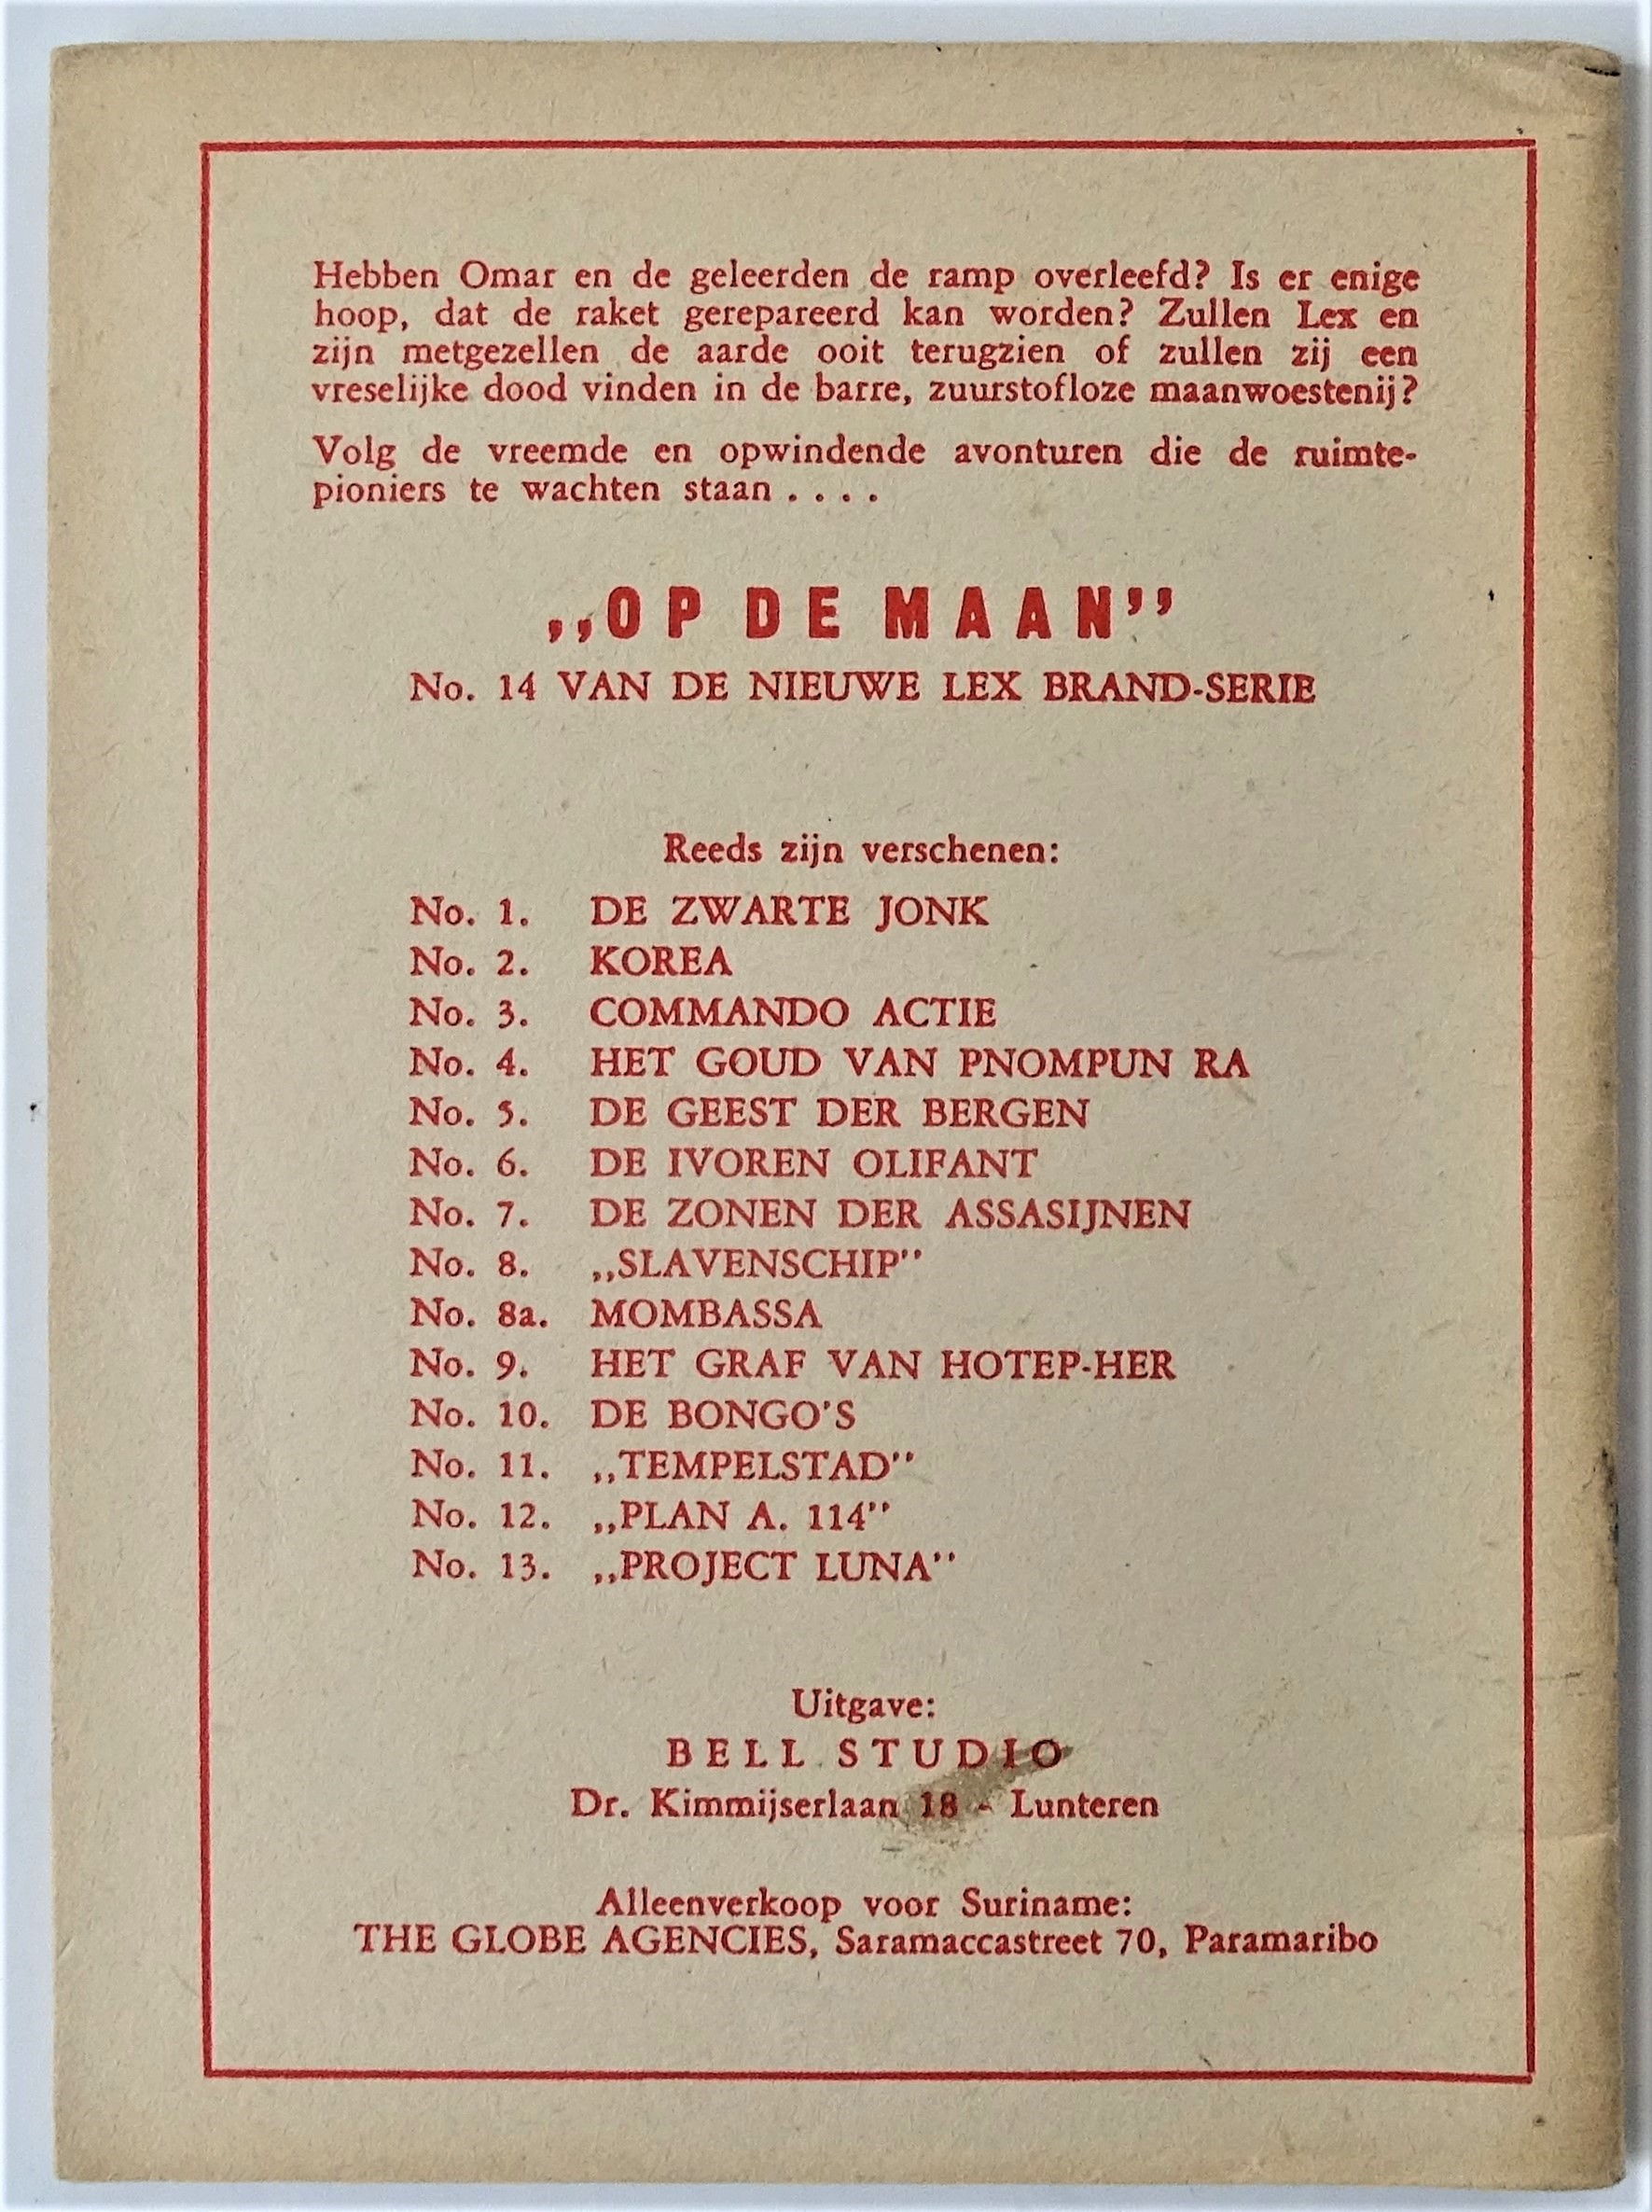 Hebben Omar en de geleerden de ramp overleefd? Is er enige
hoop, dat de raket gerepareerd kan worden? Zullen Lex en
zijn metgezellen de aarde ooit terugzien of zullen zij een
vreselijke dood vinden in de barre, zuurstofloze maanwoestenij?
Volg de vreemde en opwindende avonturen die de ruimte-
pioniers te wachten staan . . . .
,,OP DE MAAN’’
No. 14 VAN DE NIEUWE LEX BRAND-SERIE
Reeds zijn verschenen:
No. 1. DE ZWARTE JONK
No. 2. KOREA
No. 3. COMMANDO ACTIE
No. 4. HET GOUD VAN PNOMPUN RA
No. 5. DE GEEST DER BERGEN
No. 6. DE IVOREN OLIFANT
No. 7. DE ZONEN DER ASSASIJNEN
No. 8. ,,SLAVENSCHIP’’
No. 8a. MOMBASSA
No. 9. HET GRAF VAN HOTEP-HER
No. 10. DE BONGO’S
No. 11. ,,TEMPELSTAD’’
No. 12. ,,PLAN A. 114’’
No. 13. ,,PROJECT LUNA’’
Uitgave:
BELL STUDIO
Dr. Kimmijserlaan 18 - Lunteren
Alleenverkoop voor Suriname:
THE GLOBE AGENCIES, Saramaccastreet 70, Paramaribo